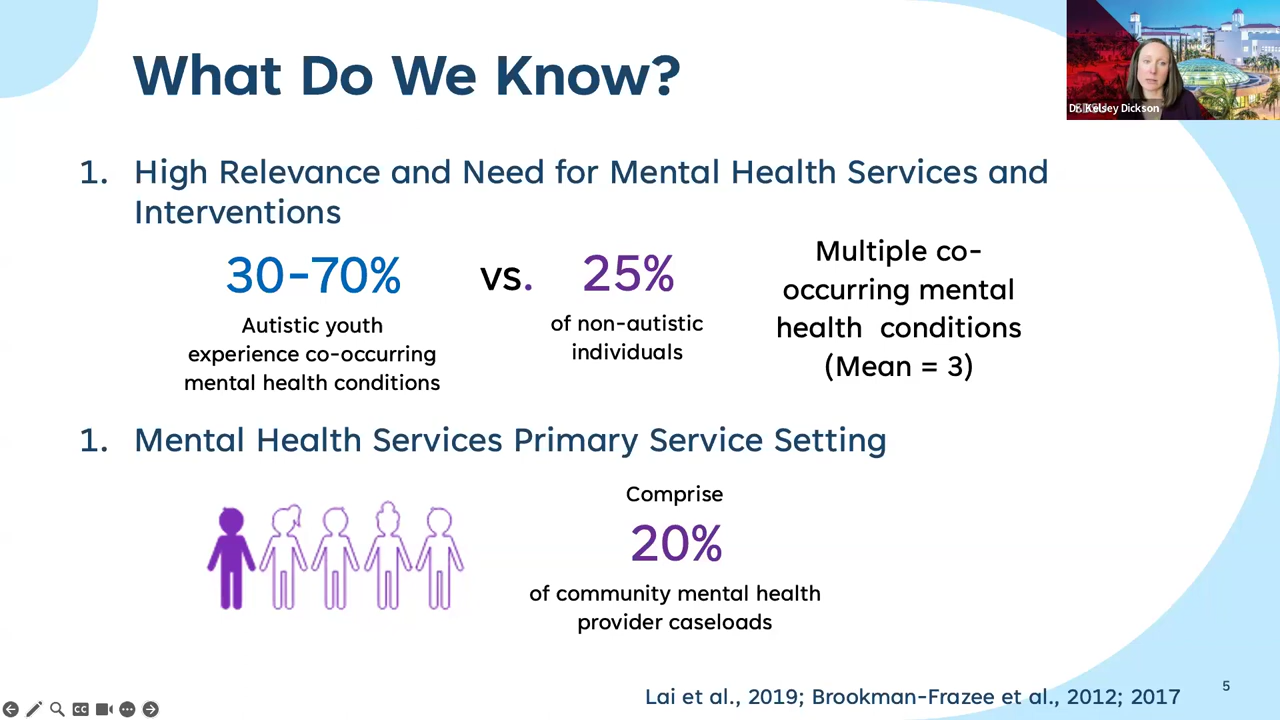 What Do We Know?
Dr. Kelsey Dickson
1. High Relevance and Need for Mental Health Services and
Interventions
30-70%
Autistic youth
experience co-occurring
mental health conditions
vs.
25%
of non-autistic
individuals
Multiple co-
occurring mental
health conditions
(Mean = 3)
1. Mental Health Services Primary Service Setting
Comprise
20%
of community mental health
provider caseloads
Lai et al., 2019; Brookman-Frazee et al., 2012; 2017
5
CC